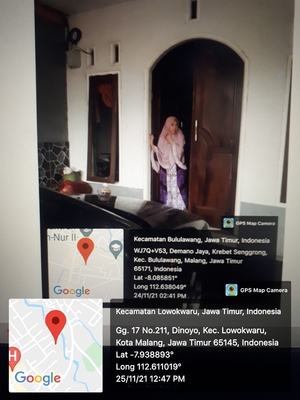 GPS Map Camera
Kecamatan Bululawang, Jawa Timur, Indonesia
WJ7Q+V53, Demano Jaya, Krebet Senggrong,
Kec. Bululawang, Malang, Jawa Timur
65171, Indonesia
Lat -8.085851°
Long 112.638049°
24/11/21 02:41 PM
n-Nur II
Google
GPS Map Camera
Kecamatan Lowokwaru, Jawa Timur, Indonesia
Gg. 17 No.211, Dinoyo, Kec. Lowokwaru,
Kota Malang, Jawa Timur 65145, Indonesia
Lat -7.938893°
Long 112.611019°
25/11/21 12:47 PM
Google